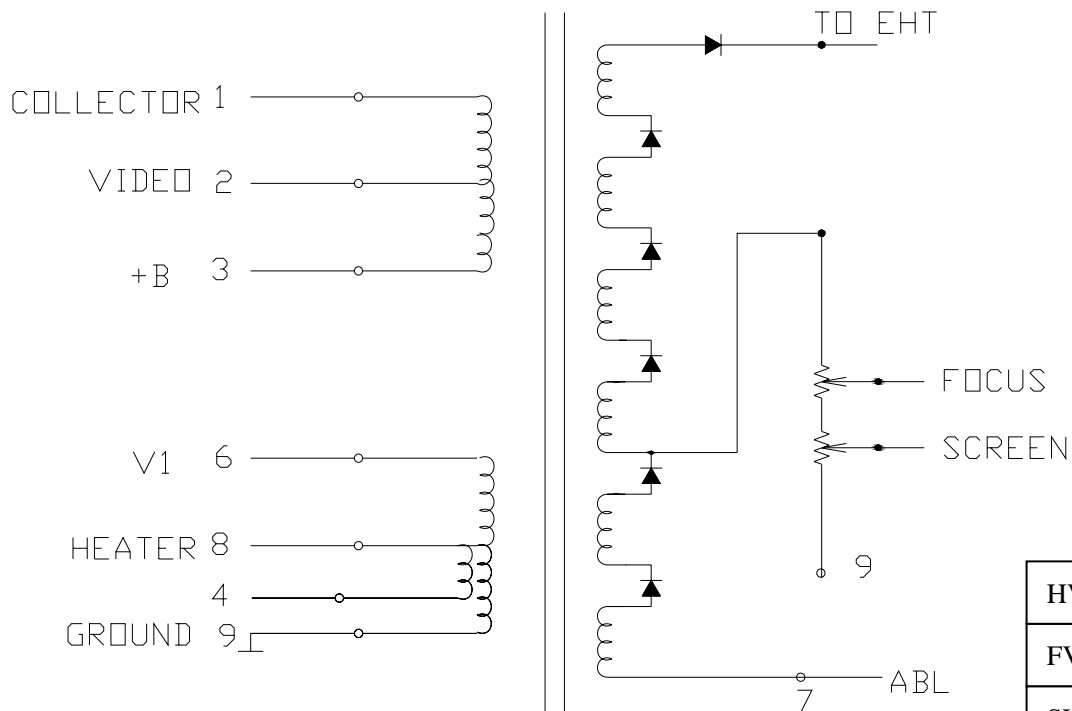 TO EHT
COLLECTOR 1
VIDEO 2
+B 3
FOCUS
V1 6
SCREEN
HEATER 8
9
4
GROUND 9
ABL
7
HV
FV